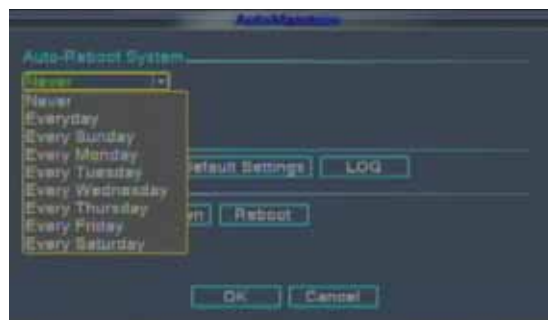 AutoMaintain
Auto-Reboot System
Never
Never
Everyday
Every Sunday
Every Monday
Every Tuesday
Every Wednesday
Every Thursday
Every Friday
Every Saturday
Default Settings LOG
Reboot
OK Cancel